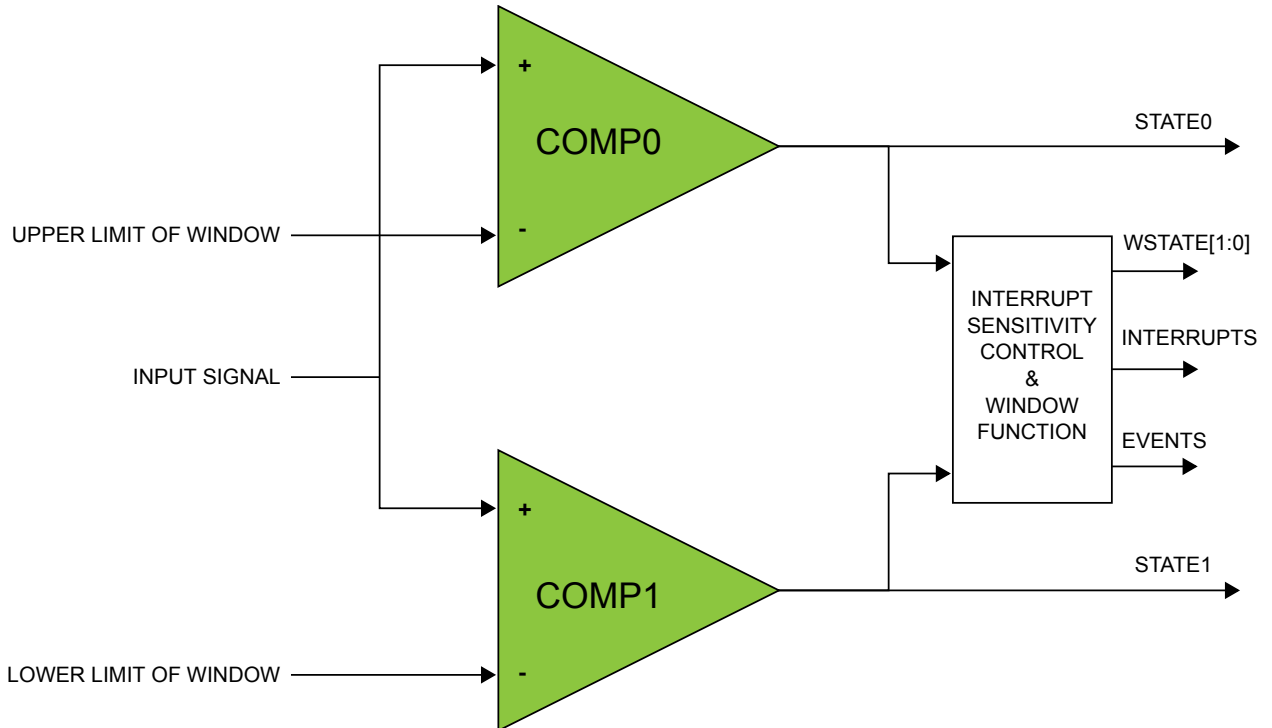 +
COMP0
-
STATE0
UPPER LIMIT OF WINDOW
INTERRUPT
SENSITIVITY
CONTROL
&
WINDOW
FUNCTION
WSTATE[1:0]
INTERRUPTS
EVENTS
INPUT SIGNAL
+
COMP1
-
STATE1
LOWER LIMIT OF WINDOW